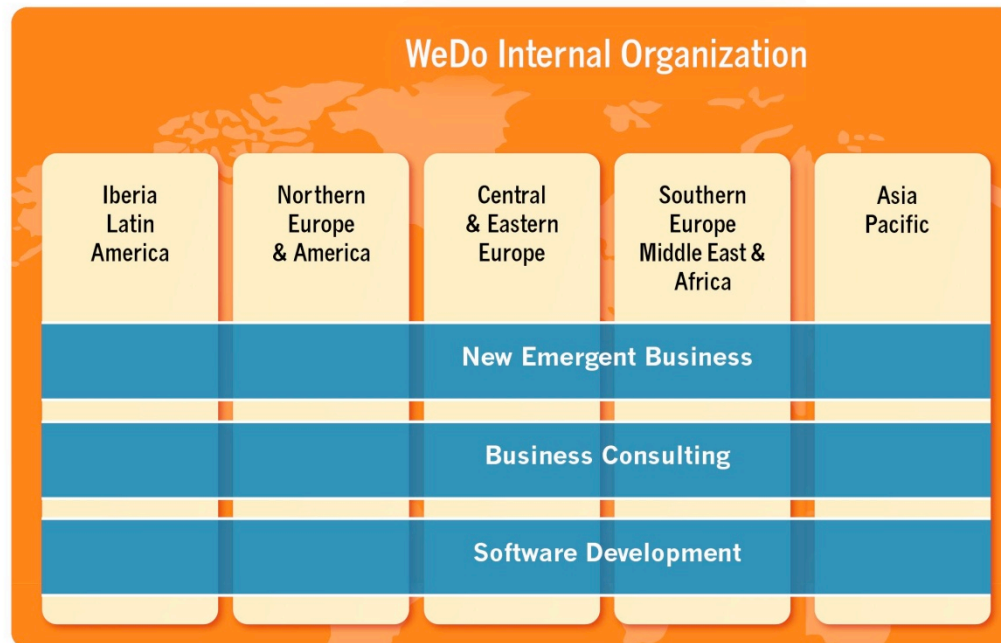 WeDo Internal Organization
Iberia
Latin
America
Northern
Europe
& America
Central
& Eastern
Europe
Southern
Europe
Middle East &
Africa
Asia
Pacific
New Emergent Business
Business Consulting
Software Development